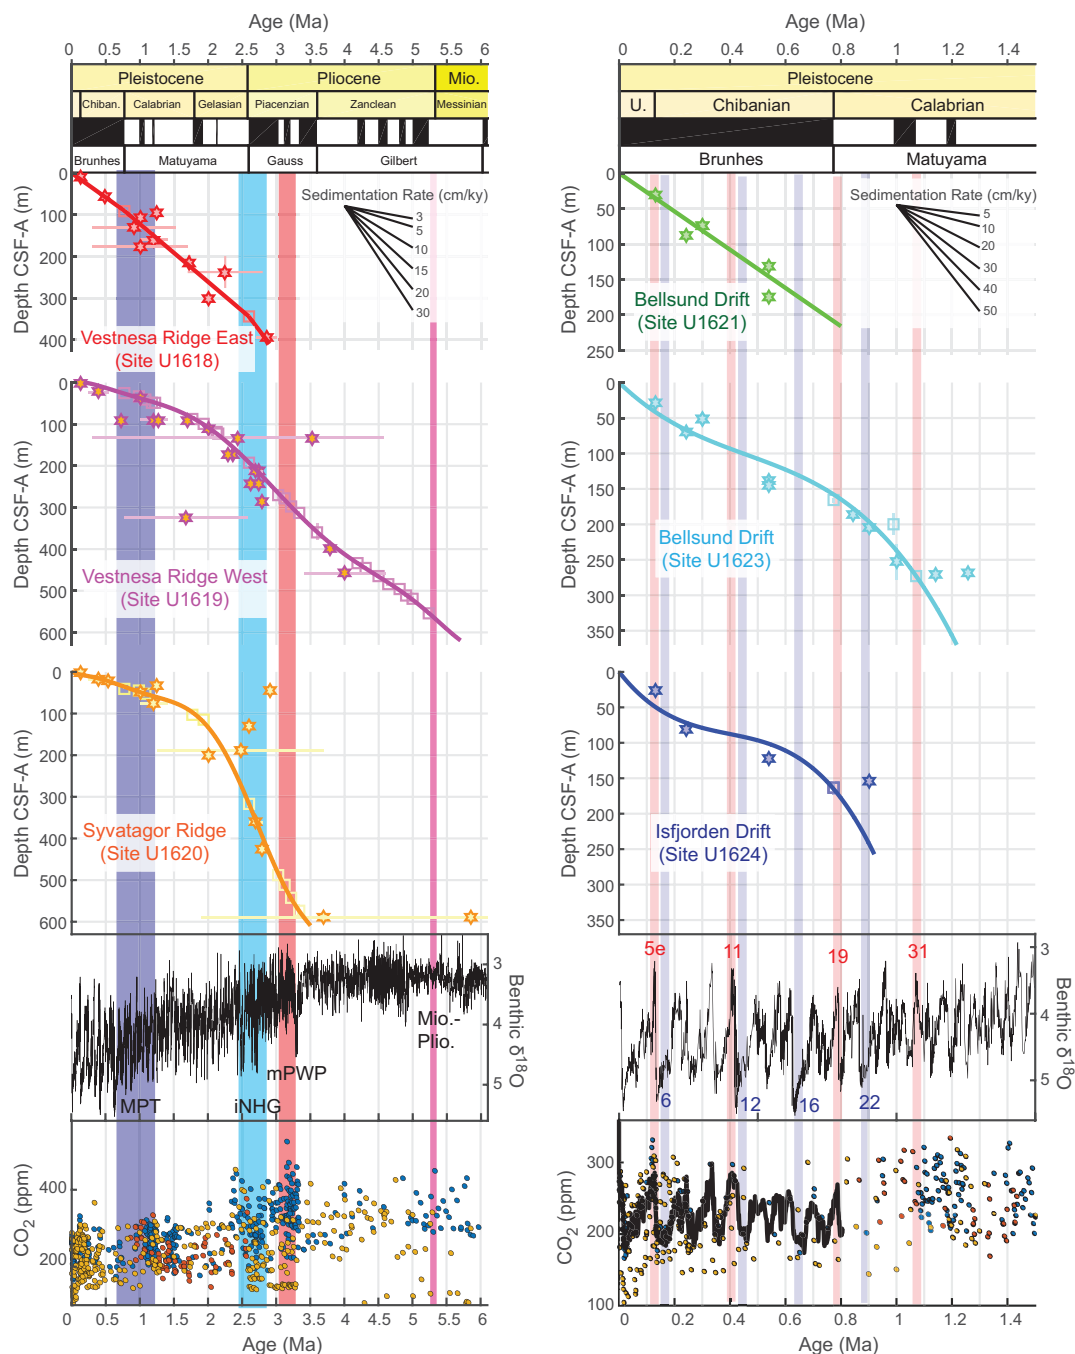 Age (Ma)
0 0.5 1 1.5 2 2.5 3 3.5 4 4.5 5 5.5 6
Pleistocene Pliocene Mio.
Chiban. Calabrian Gelasian Piacenzian Zanclean Messinian
Brunhes Matuyama Gauss Gilbert
Depth CSF-A (m)
0
100
200
300
400
Sedimentation Rate (cm/ky)
3
5
10
15
20
30
Vestnesa Ridge East
(Site U1618)
Depth CSF-A (m)
0
100
200
300
400
500
600
Vestnesa Ridge West
(Site U1619)
Depth CSF-A (m)
0
100
200
300
400
500
600
Syvatagor Ridge
(Site U1620)
3
4
5
Benthic δ18O
Mio.-
Plio.
mPWP
MPT
iNHG
CO2 (ppm)
400
200
0 0.5 1 1.5 2 2.5 3 3.5 4 4.5 5 5.5 6
Age (Ma)
Age (Ma)
0 0.2 0.4 0.6 0.8 1 1.2 1.4
Pleistocene
U. Chibanian Calabrian
Brunhes Matuyama
Depth CSF-A (m)
0
50
100
150
200
250
Sedimentation Rate (cm/ky)
5
10
20
30
40
50
Bellsund Drift
(Site U1621)
Depth CSF-A (m)
0
50
100
150
200
250
300
350
Bellsund Drift
(Site U1623)
Depth CSF-A (m)
0
50
100
150
200
250
300
350
Isfjorden Drift
(Site U1624)
5e 11 19 31
6 12 16 22
3
4
5
Benthic δ18O
CO2 (ppm)
300
200
100
0 0.2 0.4 0.6 0.8 1 1.2 1.4
Age (Ma)